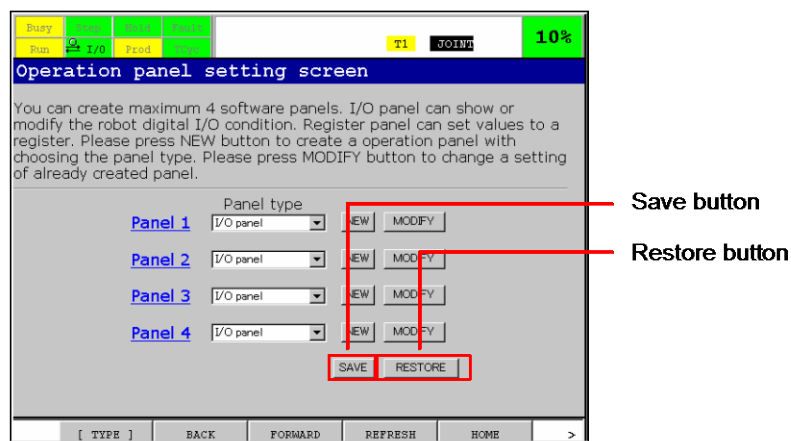 Busy Step Hold Fault
Run I/O Prod TCyc
T1 JOINT 10%
Operation panel setting screen
You can create maximum 4 software panels. I/O panel can show or
modify the robot digital I/O condition. Register panel can set values to a
register. Please press NEW button to create a operation panel with
choosing the panel type. Please press MODIFY button to change a setting
of already created panel.
Panel type
Panel 1 I/O panel NEW MODIFY
Panel 2 I/O panel NEW MODIFY
Panel 3 I/O panel NEW MODIFY
Panel 4 I/O panel NEW MODIFY
SAVE RESTORE
Save button
Restore button
[ TYPE ] BACK FORWARD REFRESH HOME >